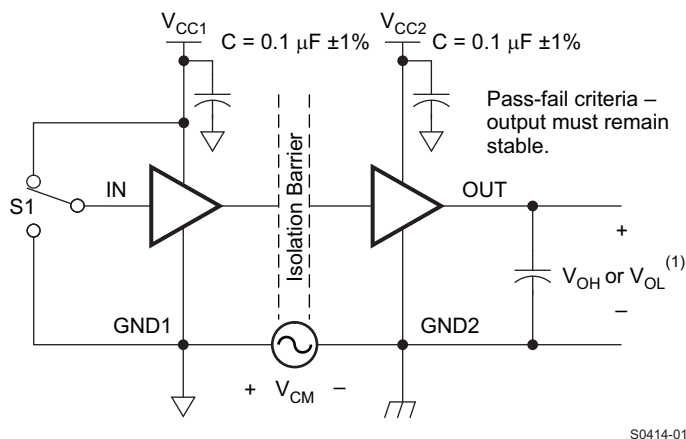 VCC1
C = 0.1 μF ±1%
VCC2
C = 0.1 μF ±1%
Pass-fail criteria –
output must remain
stable.
Isolation Barrier
IN
OUT
S1
+
VOH or VOL(1)
–
GND1
GND2
+ VCM –
S0414-01